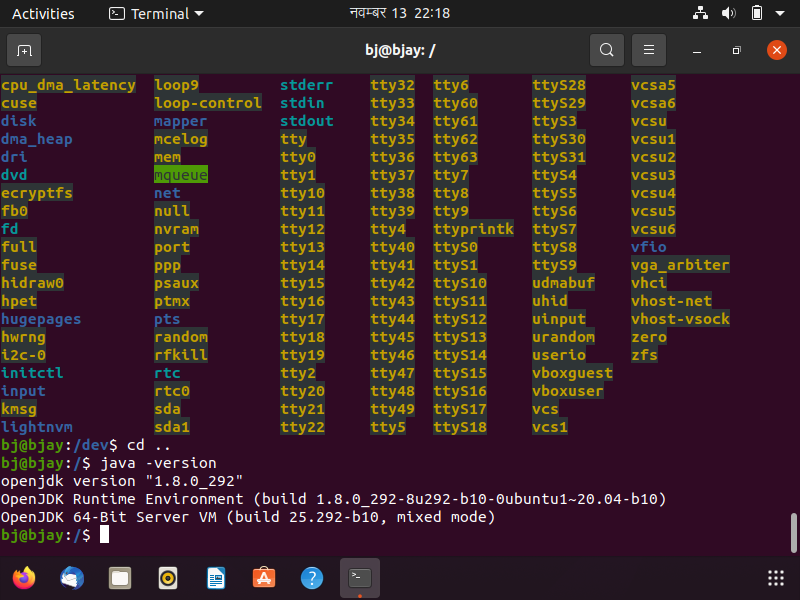 Activities Terminal नवम्बर 13 22:18
bj@bjay: /
cpu_dma_latency loop9 stderr tty32 tty6 ttyS28 vcsa5
cuse loop-control stdin tty33 tty60 ttyS29 vcsa6
disk mapper stdout tty34 tty61 ttyS3 vcsu
dma_heap mcelog tty tty35 tty62 ttyS30 vcsu1
dri mem tty0 tty36 tty63 ttyS31 vcsu2
dvd mqueue tty1 tty37 tty7 ttyS4 vcsu3
ecryptfs net tty10 tty38 tty8 ttyS5 vcsu4
fb0 null tty11 tty39 tty9 ttyS6 vcsu5
fd nvram tty12 tty4 ttyprintk ttyS7 vcsu6
full port tty13 tty40 ttyS0 ttyS8 vfio
fuse ppp tty14 tty41 ttyS1 ttyS9 vga_arbiter
hidraw0 psaux tty15 tty42 ttyS10 udmabuf vhci
hpet ptmx tty16 tty43 ttyS11 uhid vhost-net
hugepages pts tty17 tty44 ttyS12 uinput vhost-vsock
hwrng random tty18 tty45 ttyS13 urandom zero
i2c-0 rfkill tty19 tty46 ttyS14 userio zfs
initctl rtc tty2 tty47 ttyS15 vboxguest
input rtc0 tty20 tty48 ttyS16 vboxuser
kmsg sda tty21 tty49 ttyS17 vcs
lightnvm sda1 tty22 tty5 ttyS18 vcs1
bj@bjay:/dev$ cd ..
bj@bjay:/$ java -version
openjdk version "1.8.0_292"
OpenJDK Runtime Environment (build 1.8.0_292-8u292-b10-0ubuntu1~20.04-b10)
OpenJDK 64-Bit Server VM (build 25.292-b10, mixed mode)
bj@bjay:/$